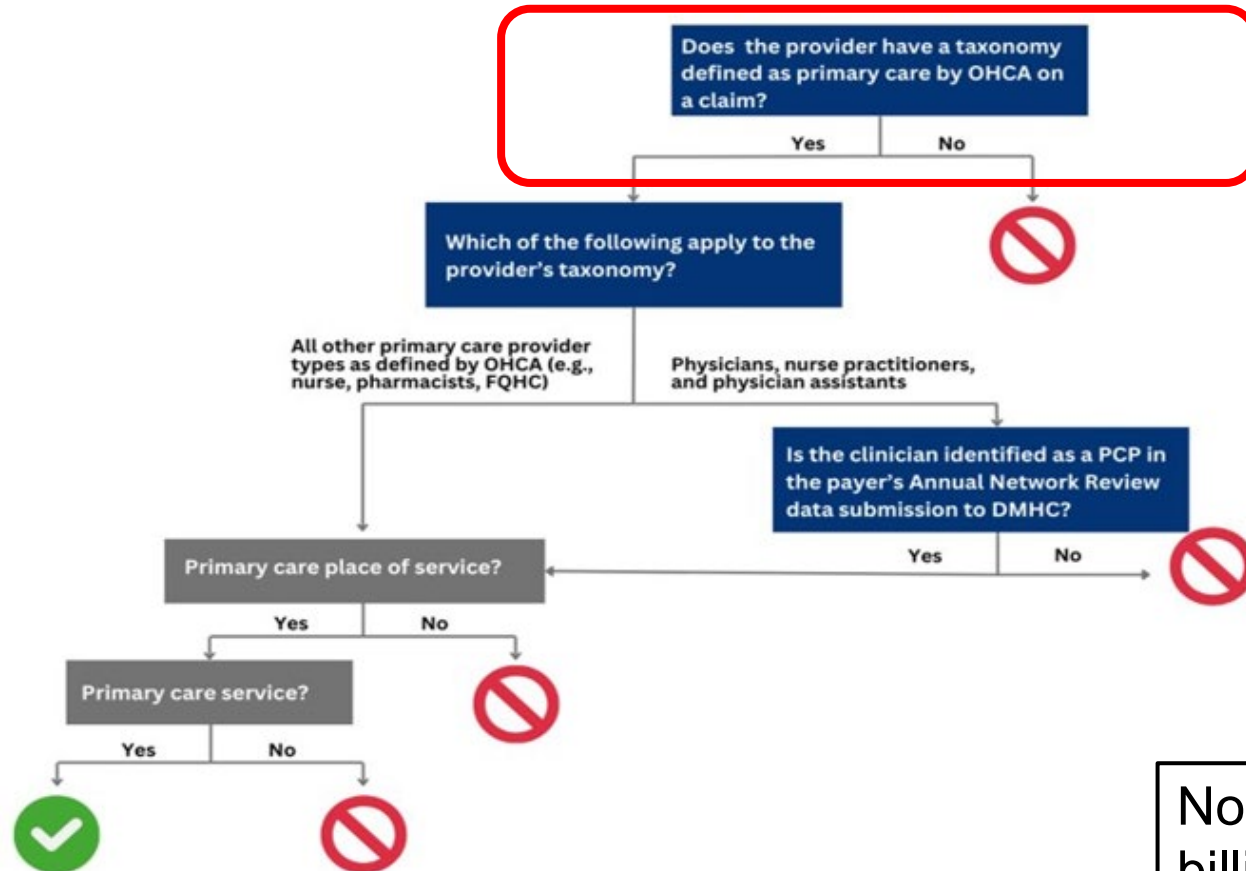 Does the provider have a taxonomy
defined as primary care by OHCA on
a claim?
Yes
No
Which of the following apply to the
provider's taxonomy?
All other primary care provider
types as defined by OHCA (e.g.,
nurse, pharmacists, FQHC)
Physicians, nurse practitioners,
and physician assistants
Is the clinician identified as a PCP in
the payer's Annual Network Review
data submission to DMHC?
Yes
No
Primary care place of service?
Yes
No
Primary care service?
Yes
No